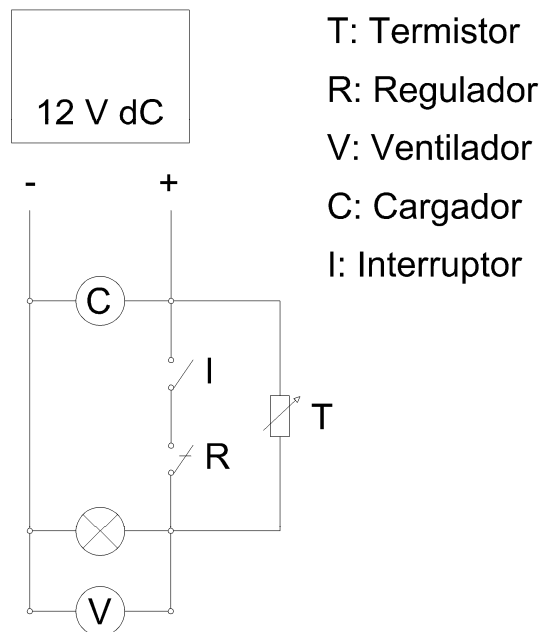 12 V dC
- +
T: Termistor
R: Regulador
V: Ventilador
C: Cargador
I: Interruptor
C
I
T
R
V